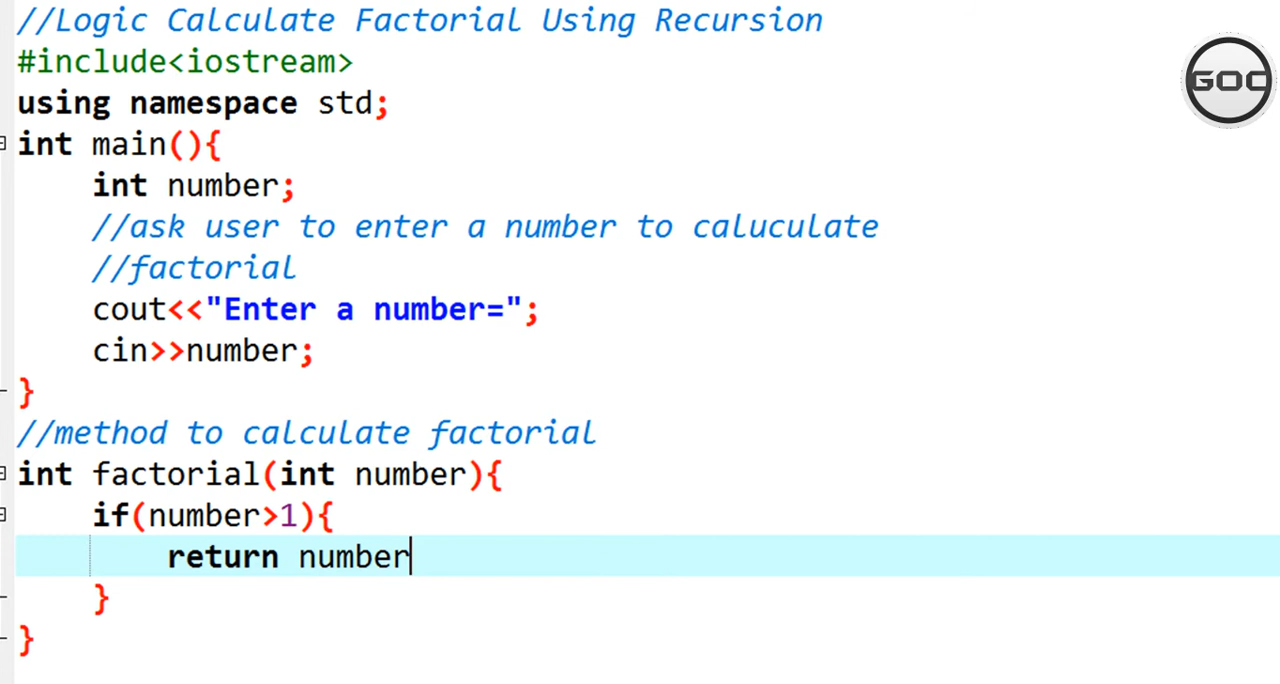 //Logic Calculate Factorial Using Recursion
#include<iostream>
using namespace std;
int main(){
    int number;
    //ask user to enter a number to caluculate
    //factorial
    cout<<"Enter a number=";
    cin>>number;
}
//method to calculate factorial
int factorial(int number){
    if(number>1){
        return number
    }
}
GOC